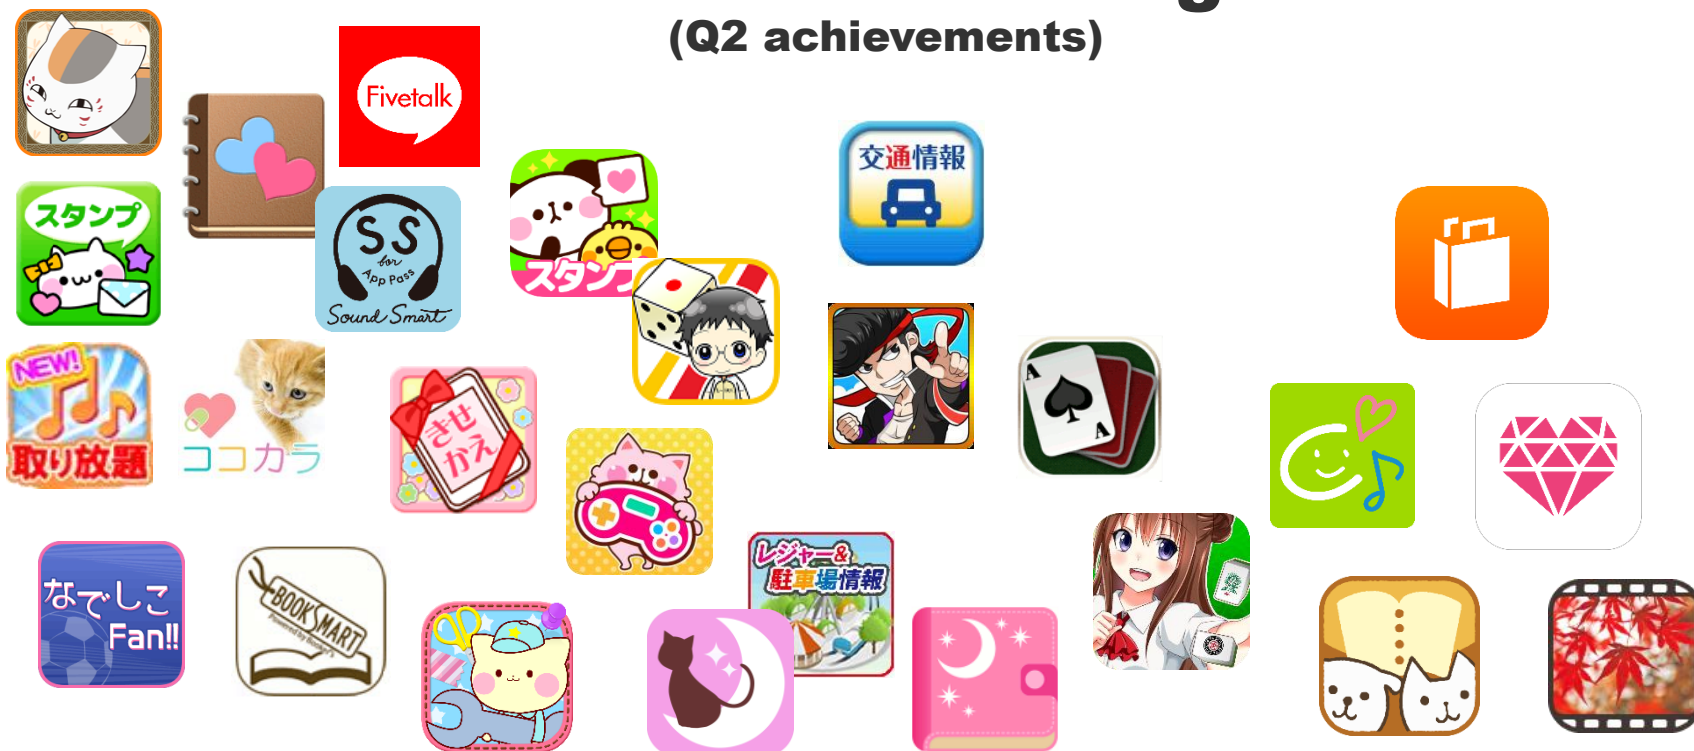 (Q2 achievements)
Fivetalk
交通情報
スタンプ
SS
for
App Pass
Sound Smart
スタンプ
NEW!
取り放題
ココカラ
きせ
かえ
A
A
レジャー&
駐車場情報
なでしこ
Fan!!
BOOKSMART